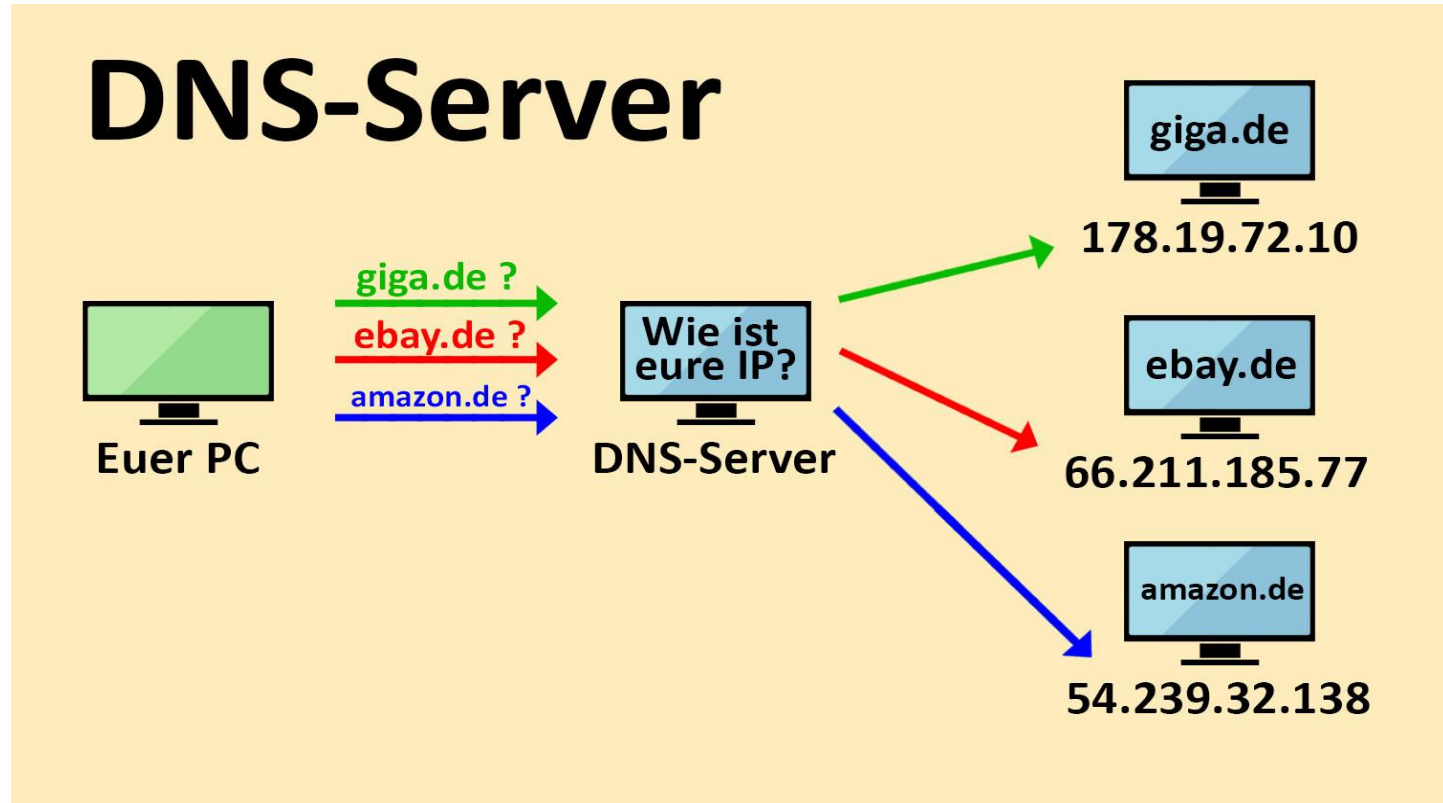 DNS-Server
giga.de ?
ebay.de ?
amazon.de ?
Euer PC
Wie ist
eure IP?
DNS-Server
giga.de
178.19.72.10
ebay.de
66.211.185.77
amazon.de
54.239.32.138